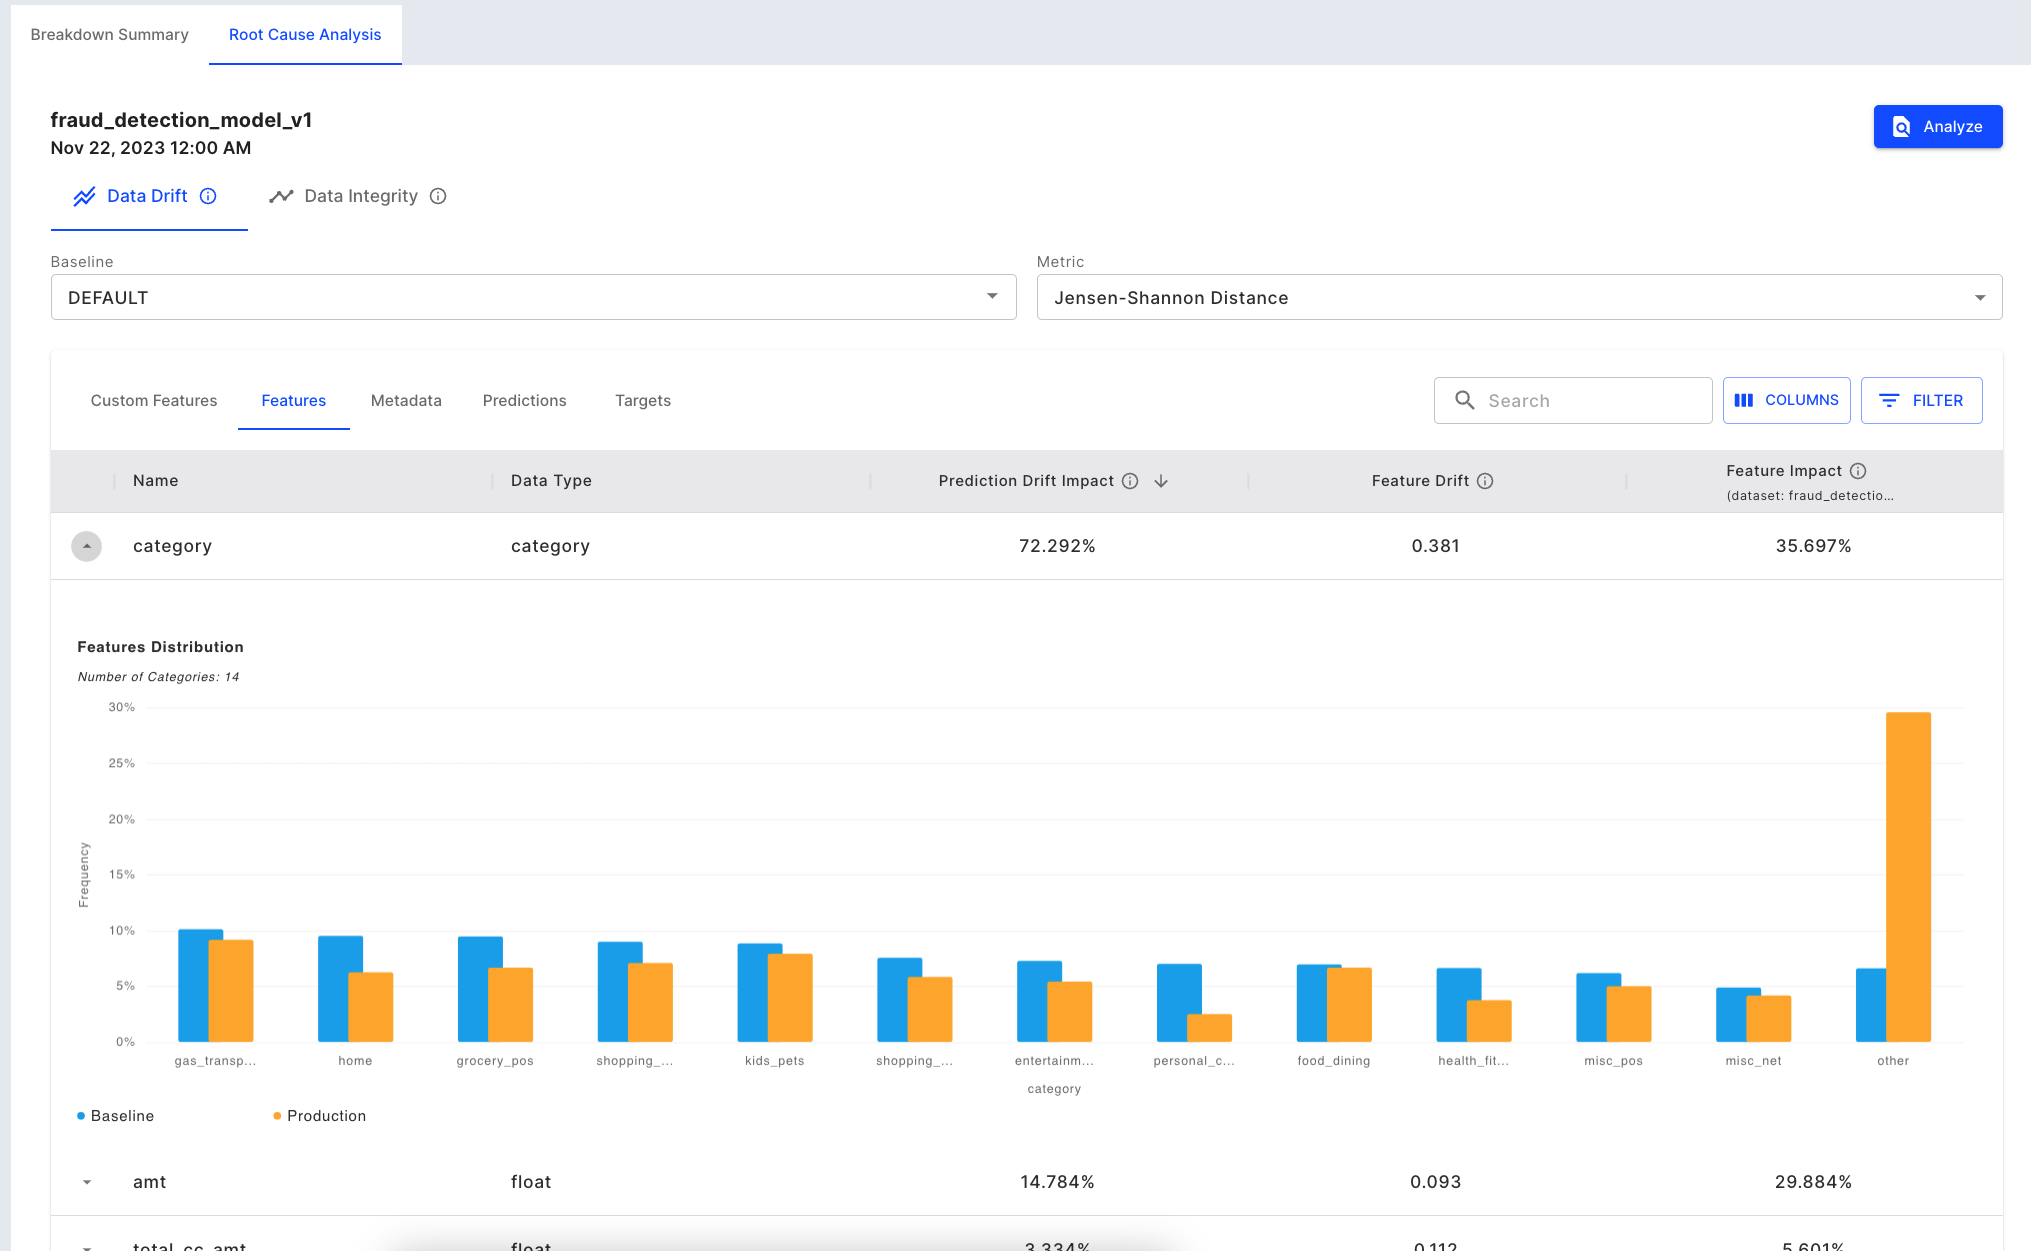 Breakdown Summary Root Cause Analysis
fraud_detection_model_v1
Nov 22, 2023 12:00 AM
Analyze
Data Drift Data Integrity
Baseline Metric
DEFAULT Jensen-Shannon Distance
Custom Features Features Metadata Predictions Targets Search COLUMNS FILTER
Name Data Type Prediction Drift Impact Feature Drift Feature Impact
(dataset: fraud_detectio...
category category 72.292% 0.381 35.697%
Features Distribution
Number of Categories: 14
30%
25%
20%
15%
10%
5%
0%
Frequency
gas_transp... home grocery_pos shopping_... kids_pets shopping_... entertainm... personal_c... food_dining health_fit... misc_pos misc_net other
category
Baseline Production
amt float 14.784% 0.093 29.884%
total_cc_amt float 3.334% 0.112 5.601%